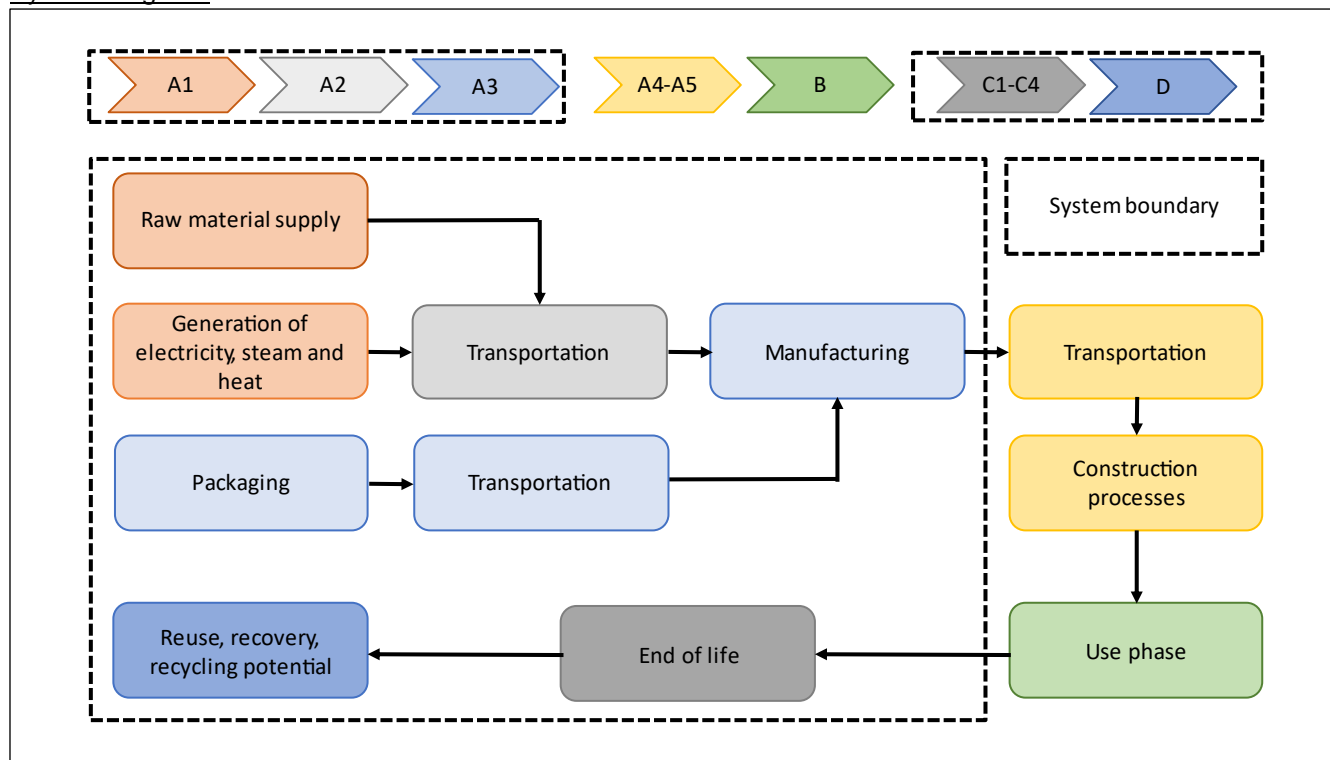 A1
A2
A3
A4-A5
B
C1-C4
D
Raw material supply
System boundary
Generation of
electricity, steam and
heat
Transportation
Manufacturing
Transportation
Packaging
Transportation
Construction
processes
Reuse, recovery,
recycling potential
End of life
Use phase